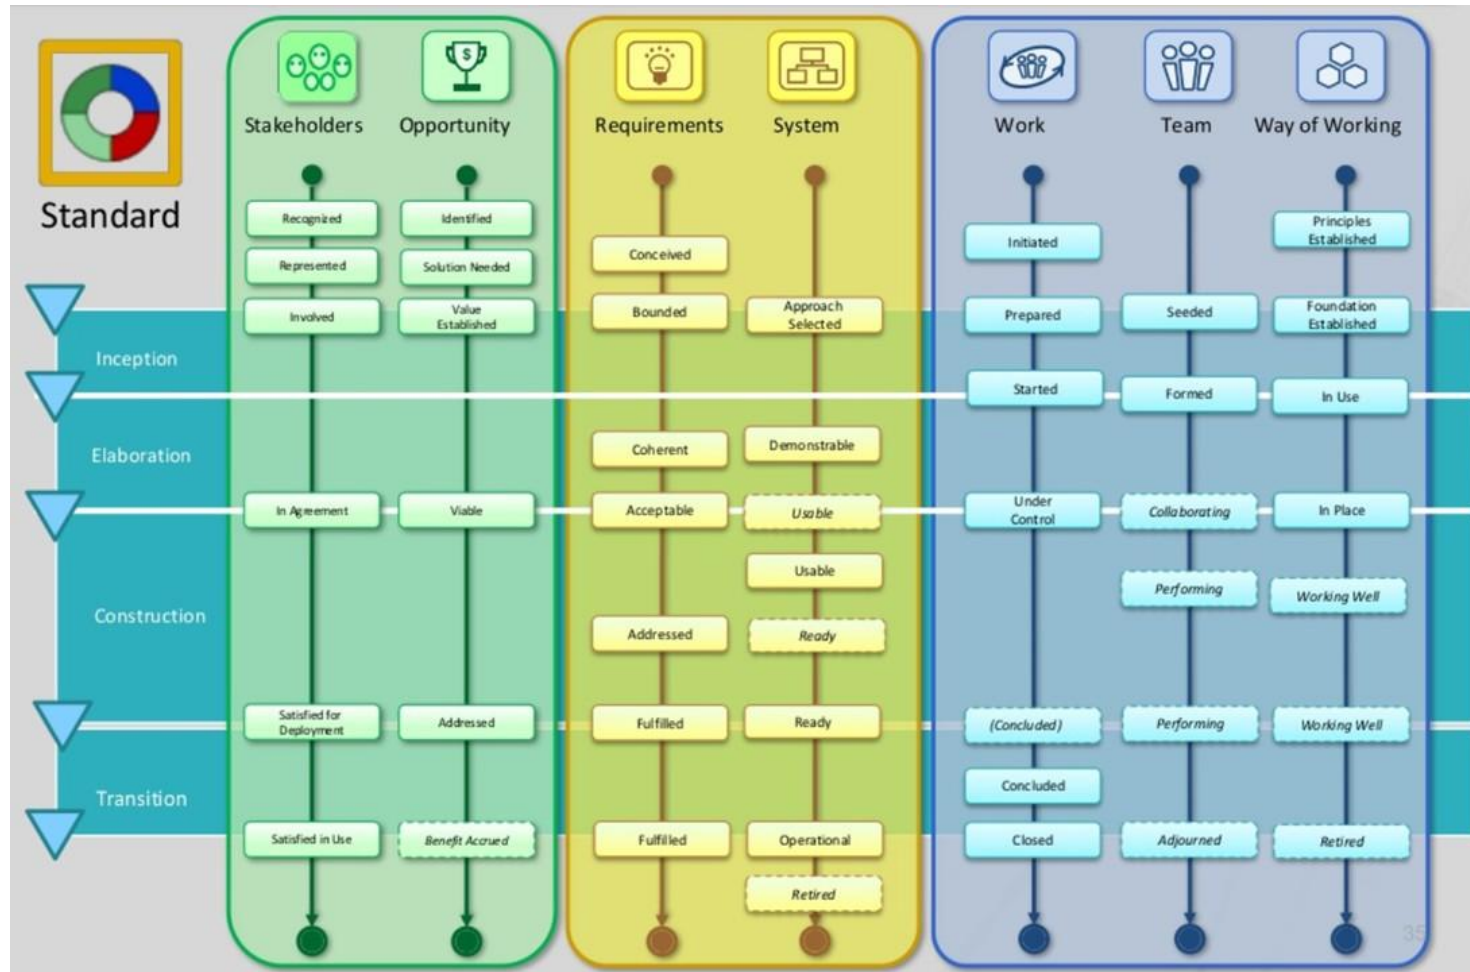 Standard
Stakeholders
Opportunity
Requirements
System
Work
Team
Way of Working
Inception
Elaboration
Construction
Transition
$
Recognized
Represented
Involved
In Agreement
Satisfied for
Deployment
Satisfied in Use
Identified
Solution Needed
Value
Established
Viable
Addressed
Benefit Accrued
Conceived
Bounded
Coherent
Acceptable
Addressed
Fulfilled
Fulfilled
Approach
Selected
Demonstrable
Usable
Usable
Ready
Ready
Operational
Retired
Initiated
Prepared
Started
Under
Control
(Concluded)
Concluded
Closed
Seeded
Formed
Collaborating
Performing
Performing
Adjourned
Principles
Established
Foundation
Established
In Use
In Place
Working Well
Working Well
Retired
35